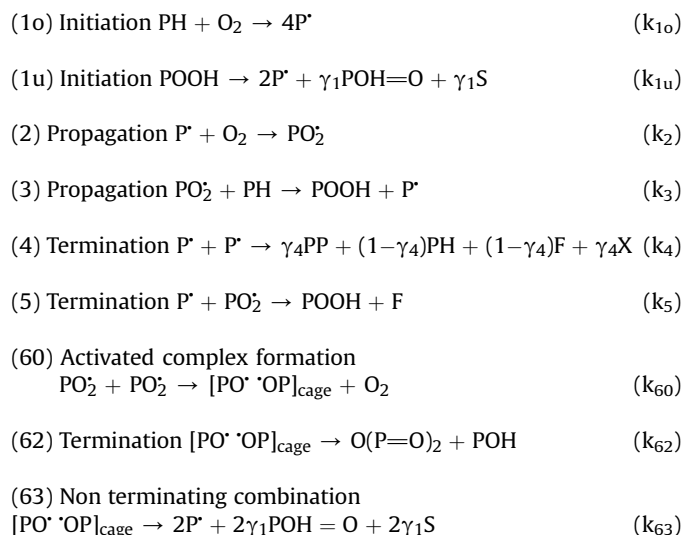 (1o) Initiation PH + O₂ → 4P• (k₁ₒ)
(1u) Initiation POOH → 2P• + γ₁POH=O + γ₁S (k₁ᵤ)
(2) Propagation P• + O₂ → PO₂• (k₂)
(3) Propagation PO₂• + PH → POOH + P• (k₃)
(4) Termination P• + P• → γ₄PP + (1−γ₄)PH + (1−γ₄)F + γ₄X (k₄)
(5) Termination P• + PO₂• → POOH + F (k₅)
(60) Activated complex formation
PO₂• + PO₂• → [PO• •OP]cage + O₂ (k₆₀)
(62) Termination [PO• •OP]cage → O(P=O)₂ + POH (k₆₂)
(63) Non terminating combination
[PO• •OP]cage → 2P• + 2γ₁POH = O + 2γ₁S (k₆₃)